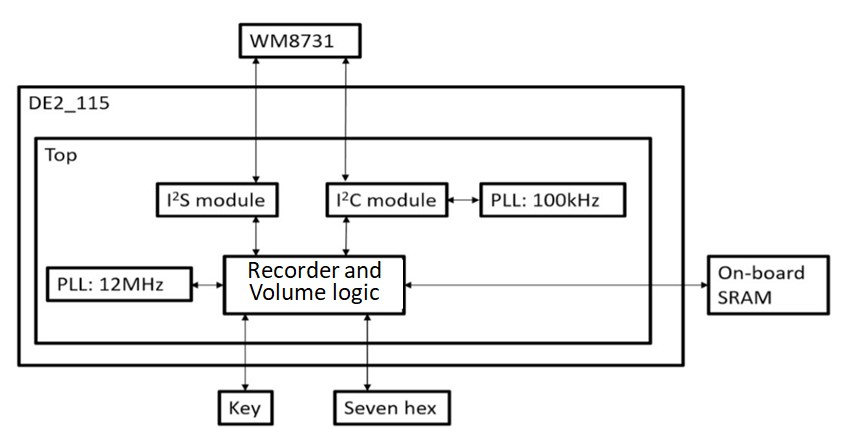 WM8731
DE2_115
Top
I²S module
I²C module
PLL: 100kHz
PLL: 12MHz
Recorder and
Volume logic
On-board
SRAM
Key
Seven hex